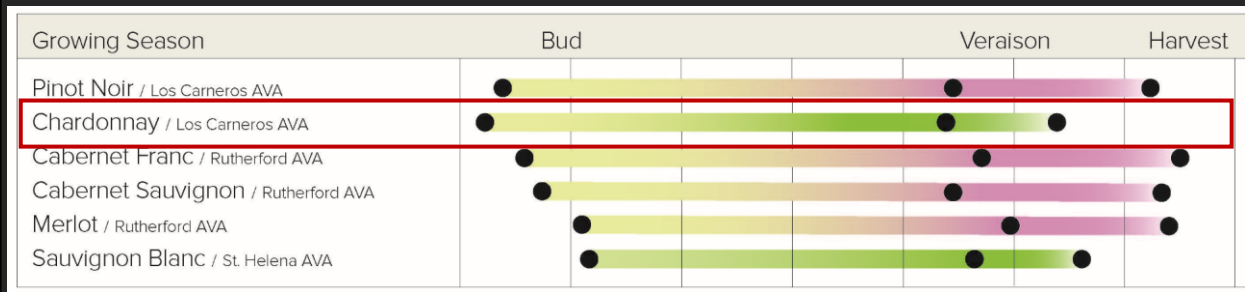 Growing Season Bud Veraison Harvest
Pinot Noir / Los Carneros AVA
Chardonnay / Los Carneros AVA
Cabernet Franc / Rutherford AVA
Cabernet Sauvignon / Rutherford AVA
Merlot / Rutherford AVA
Sauvignon Blanc / St. Helena AVA